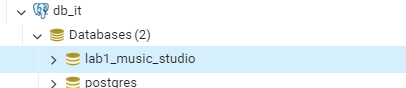 db_it
Databases (2)
lab1_music_studio
postgres